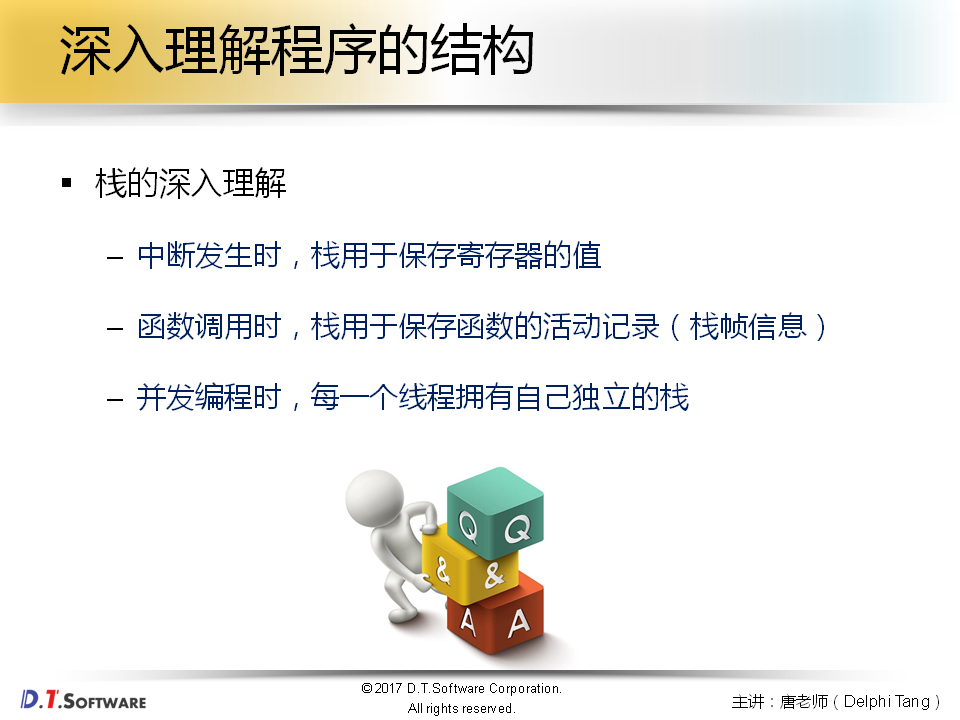 深入理解程序的结构
▪ 栈的深入理解
– 中断发生时，栈用于保存寄存器的值
– 函数调用时，栈用于保存函数的活动记录（栈帧信息）
– 并发编程时，每一个线程拥有自己独立的栈
Q Q
& &
A A
©2017 D.T.Software Corporation.
All rights reserved.
D.T.SOFTWARE
主讲：唐老师（Delphi Tang）